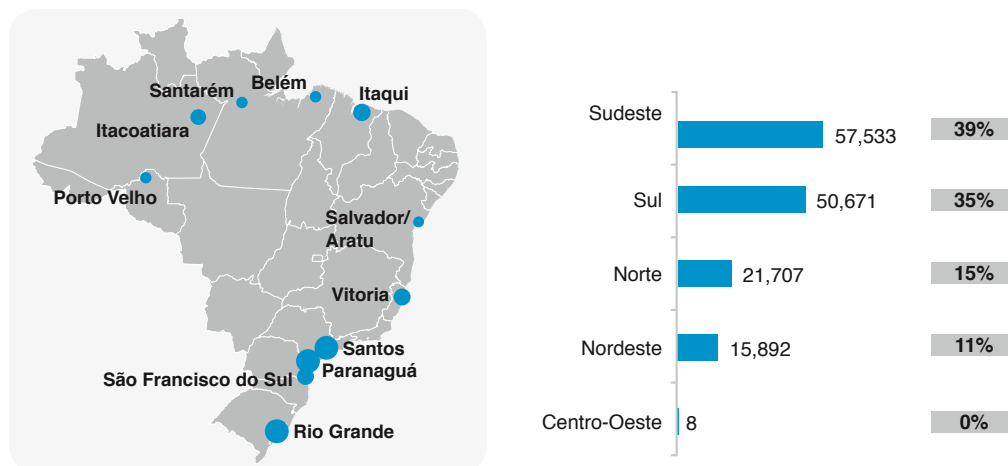 Santarém
Belém
Itaqui
Itacoatiara
Porto Velho
Salvador/
Aratu
Vitoria
Santos
Paranaguá
São Francisco do Sul
Rio Grande
Sudeste
57,533
39%
Sul
50,671
35%
Norte
21,707
15%
Nordeste
15,892
11%
Centro-Oeste
8
0%